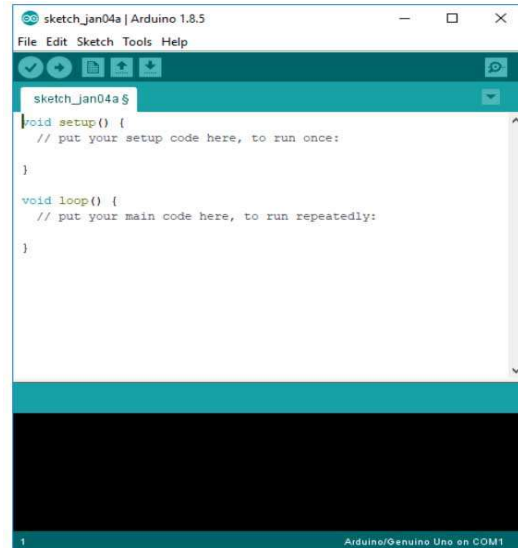 sketch_jan04a | Arduino 1.8.5
File Edit Sketch Tools Help
sketch_jan04a §
void setup() {
  // put your setup code here, to run once:

}

void loop() {
  // put your main code here, to run repeatedly:

}
1
Arduino/Genuino Uno on COM1